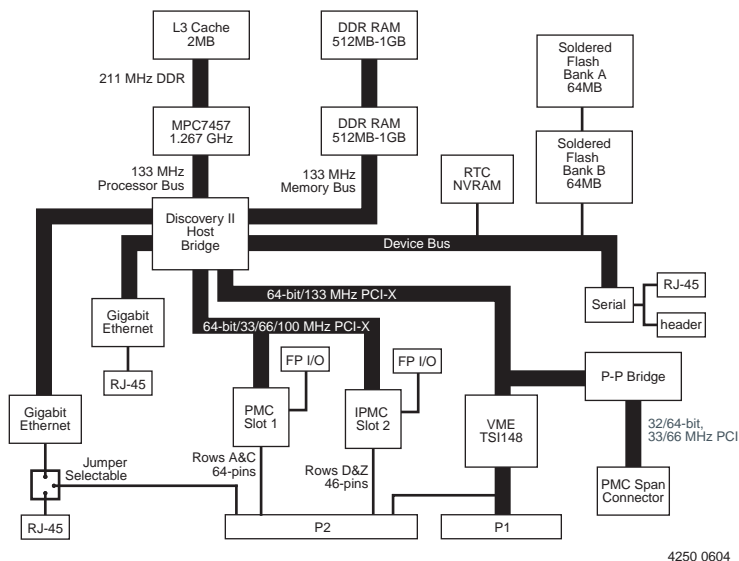 L3 Cache
2MB
DDR RAM
512MB-1GB
Soldered
Flash
Bank A
64MB
211 MHz DDR
MPC7457
1.267 GHz
DDR RAM
512MB-1GB
Soldered
Flash
Bank B
64MB
133 MHz
Processor Bus
133 MHz
Memory Bus
RTC
NVRAM
Discovery II
Host
Bridge
Device Bus
64-bit/133 MHz PCI-X
Serial
RJ-45
header
Gigabit
Ethernet
64-bit/33/66/100 MHz PCI-X
FP I/O
FP I/O
RJ-45
P-P Bridge
Gigabit
Ethernet
PMC
Slot 1
IPMC
Slot 2
VME
TSI148
32/64-bit,
33/66 MHz PCI
Jumper
Selectable
Rows A&C
64-pins
Rows D&Z
46-pins
PMC Span
Connector
RJ-45
P2
P1
4250 0604